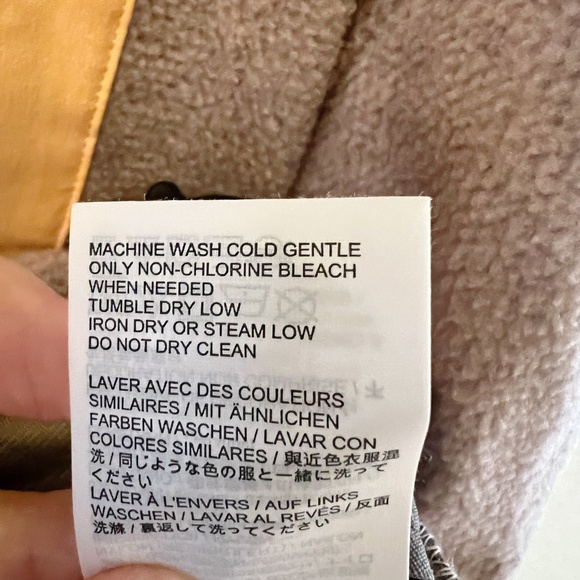 MACHINE WASH COLD GENTLE
ONLY NON-CHLORINE BLEACH
WHEN NEEDED
TUMBLE DRY LOW
IRON DRY OR STEAM LOW
DO NOT DRY CLEAN
LAVER AVEC DES COULEURS
SIMILAIRES / MIT ÄHNLICHEN
FARBEN WASCHEN / LAVAR CON
COLORES SIMILARES / 與近色衣服混
洗 / 同じような色の服と一緒に洗って
ください
LAVER À L'ENVERS / AUF LINKS
WASCHEN / LAVAR AL REVÉS / 反面
洗滌 / 裏返して洗ってください